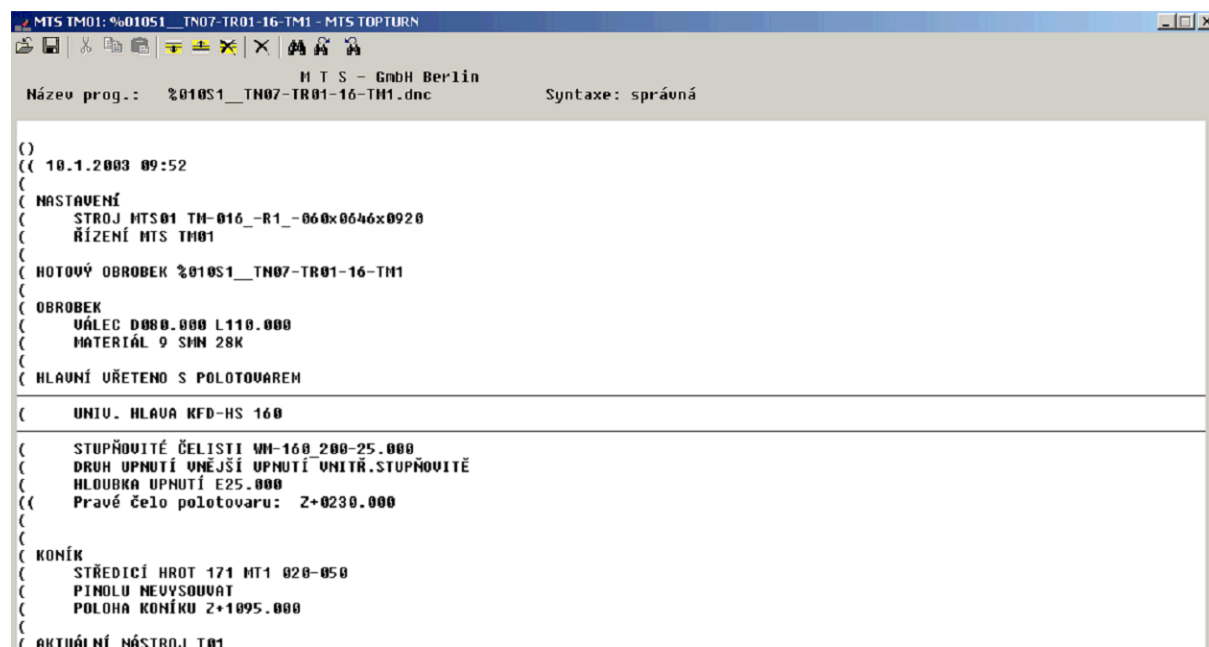 MTS TM01: %010S1__TN07-TR01-16-TM1 - MTS TOPTURN
M T S - GmbH Berlin
Název prog.: %010S1__TN07-TR01-16-TM1.dnc Syntaxe: správná
()
(( 10.1.2003 09:52
(
( NASTAVENÍ
( STROJ MTS01 TM-016_-R1_-060x0646x0920
( ŘÍZENÍ MTS TM01
(
( HOTOVÝ OBROBEK %010S1__TN07-TR01-16-TM1
(
( OBROBEK
( VÁLEC D080.000 L110.000
( MATERIÁL 9 SMN 28K
(
( HLAVNÍ VŘETENO S POLOTOVAREM
( UNIV. HLAVA KFD-HS 160
( STUPŇOVITÉ ČELISTI WM-160_200-25.000
( DRUH UPNUTÍ VNĚJŠÍ UPNUTÍ VNITŘ.STUPŇOVITĚ
( HLOUBKA UPNUTÍ E25.000
(( Pravé čelo polotovaru: Z+0230.000
(
(
( KONÍK
( STŘEDICÍ HROT 171 MT1 020-050
( PINOLU NEVYSOUVAT
( POLOHA KONÍKU Z+1095.000
(
( AKTUÁLNÍ NÁSTROJ T01